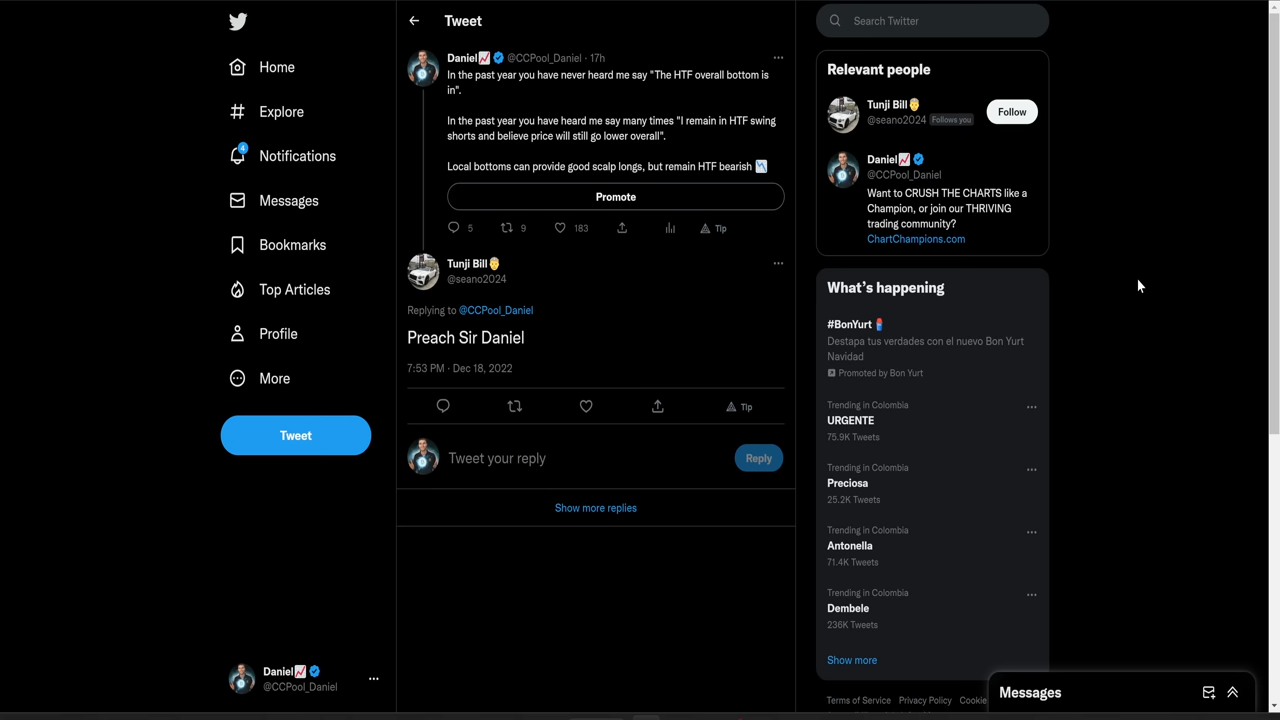 Home
Explore
4
Notifications
Messages
Bookmarks
Top Articles
Profile
More
Tweet
Daniel📈
@CCPool_Daniel
...
Tweet
Daniel📈 @CCPool_Daniel · 17h
In the past year you have never heard me say "The HTF overall bottom is
in".
In the past year you have heard me say many times "I remain in HTF swing
shorts and believe price will still go lower overall".
Local bottoms can provide good scalp longs, but remain HTF bearish 📉
Promote
5
9
183
Tip
Tunji Bill
@seano2024
Replying to @CCPool_Daniel
Preach Sir Daniel
7:53 PM · Dec 18, 2022
Tip
Tweet your reply
Reply
Show more replies
Search Twitter
Relevant people
Tunji Bill
@seano2024 Follows you
Follow
Daniel📈
@CCPool_Daniel
Want to CRUSH THE CHARTS like a
Champion, or join our THRIVING
trading community?
ChartChampions.com
What's happening
#BonYurt
Destapa tus verdades con el nuevo Bon Yurt
Navidad
Promoted by Bon Yurt
Trending in Colombia
URGENTE
75.9K Tweets
Trending in Colombia
Preciosa
25.2K Tweets
Trending in Colombia
Antonella
71.4K Tweets
Trending in Colombia
Dembele
236K Tweets
Show more
Terms of Service Privacy Policy Cookie
Messages